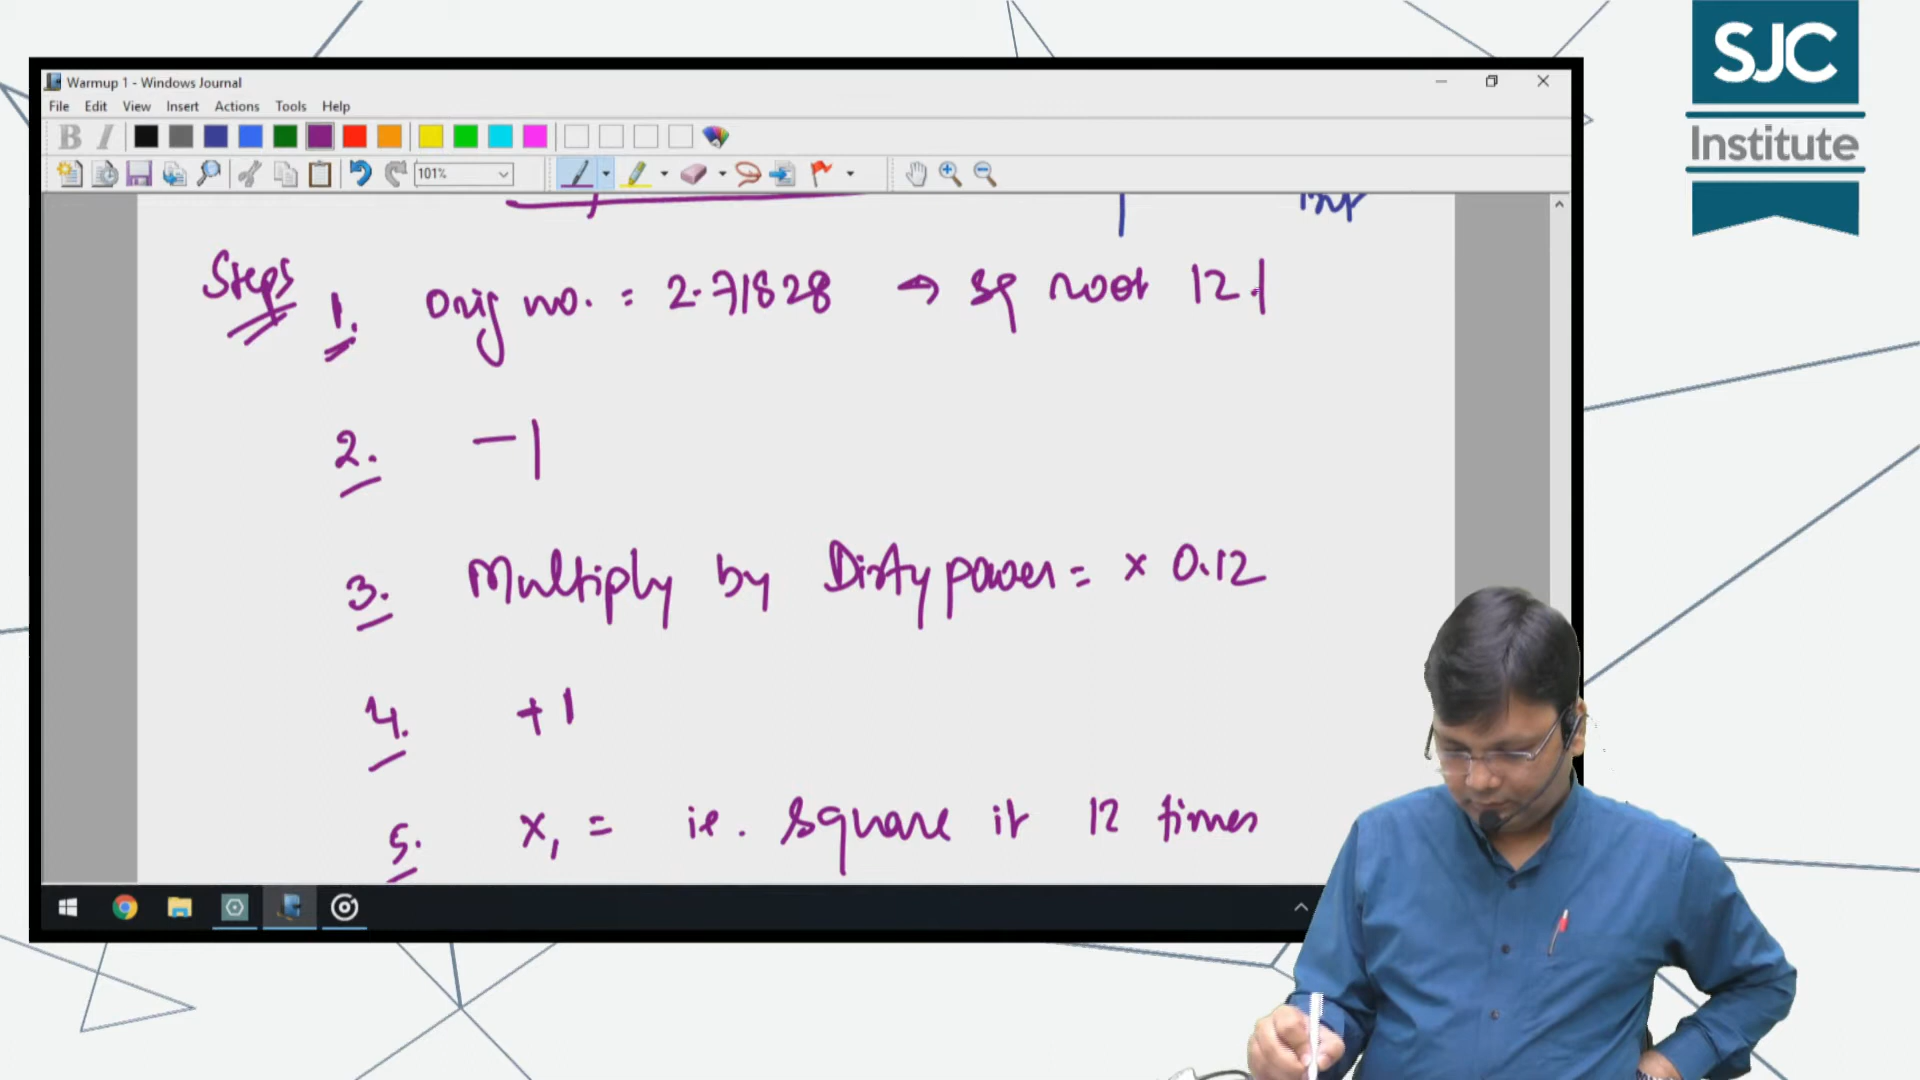 SJC
Institute
Warmup 1 - Windows Journal
File Edit View Insert Actions Tools Help
B I
101%
Steps
1. Orig no. = 2.71828 → sq root 12.1
2. -1
3. Multiply by Dirty power = × 0.12
4. +1
5. x, = ie. square it 12 times